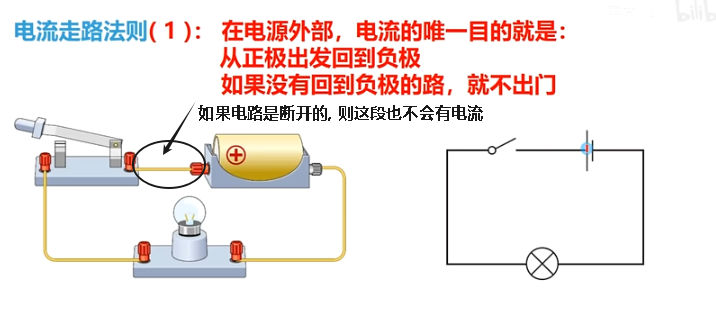 bilib
电流走路法则(1)： 在电源外部，电流的唯一目的就是：
从正极出发回到负极
如果没有回到负极的路，就不出门
如果电路是断开的, 则这段也不会有电流